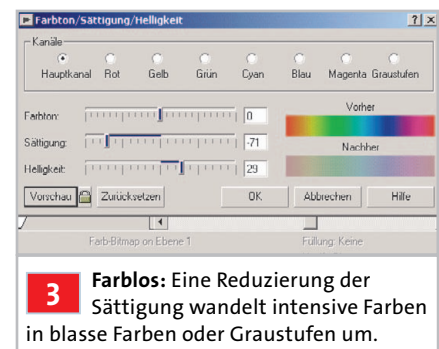 Farbton/Sättigung/Helligkeit
Kanäle
Hauptkanal Rot Gelb Grün Cyan Blau Magenta Graustufen
Farbton: 0
Vorher
Sättigung: -71
Nachher
Helligkeit: 29
Vorschau Zurücksetzen OK Abbrechen Hilfe
Farb-Bitmap on Ebene 1 Füllung: Keine
3 Farblos: Eine Reduzierung der
Sättigung wandelt intensive Farben
in blasse Farben oder Graustufen um.